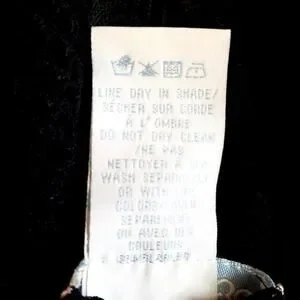 LINE DRY IN SHADE/
SÉCHER SUR CORDE
À L'OMBRE
DO NOT DRY CLEAN
/NE PAS
NETTOYER À
WASH SEPARATELY
OR WITH
COLORS/
SÉPARÉMENT
OU AVEC DES
COULEURS